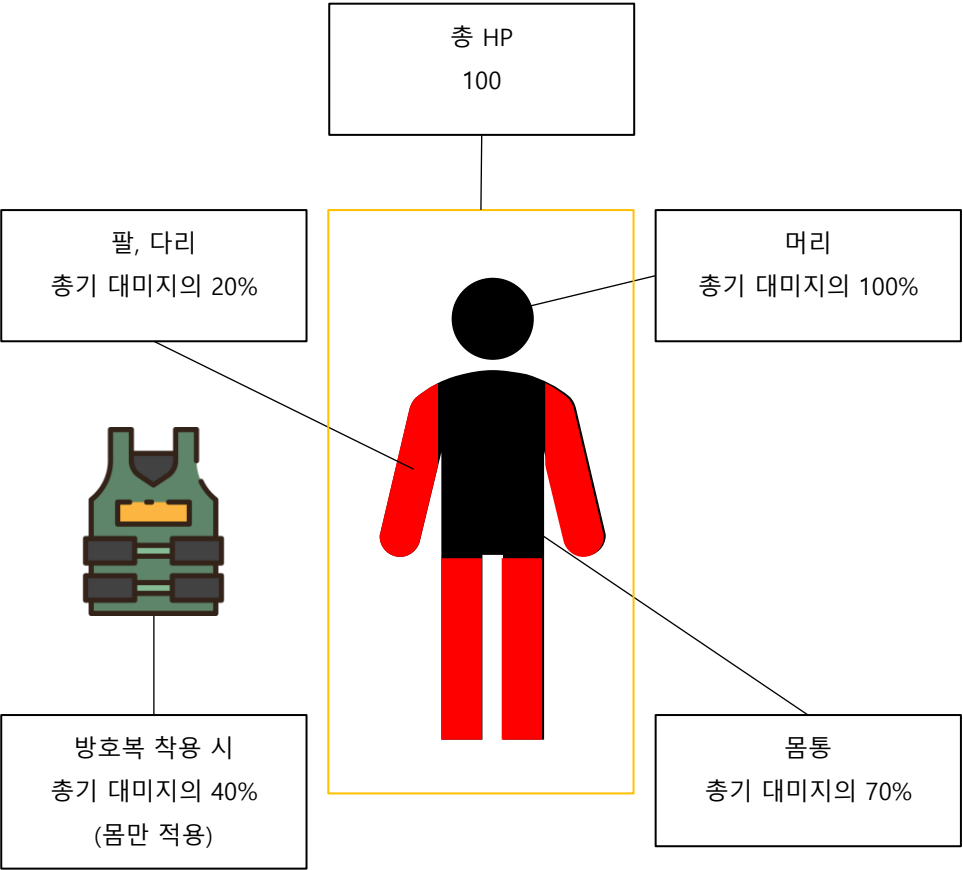 총 HP
100
팔, 다리
총기 대미지의 20%
머리
총기 대미지의 100%
방호복 착용 시
총기 대미지의 40%
(몸만 적용)
몸통
총기 대미지의 70%